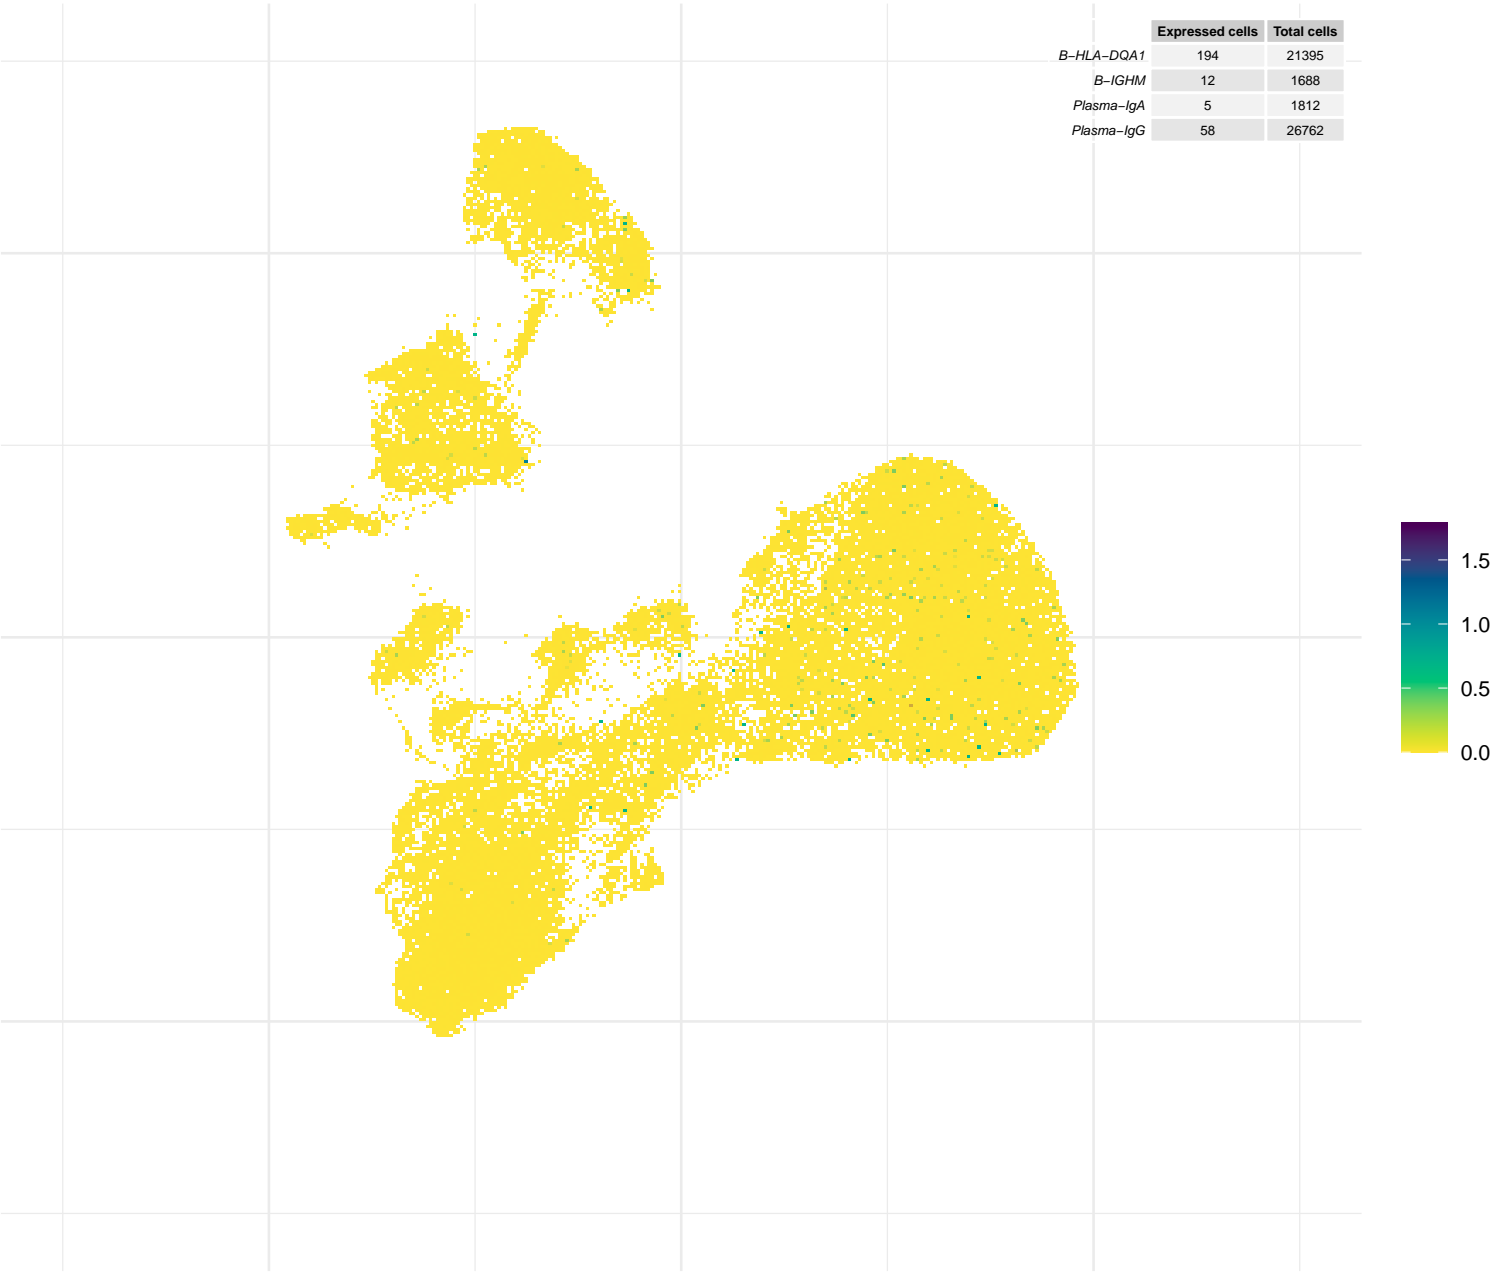 Expressed cells Total cells
B−HLA−DQA1 194 21395
B−IGHM 12 1688
Plasma−IgA 5 1812
Plasma−IgG 58 26762
1.5
1.0
0.5
0.0